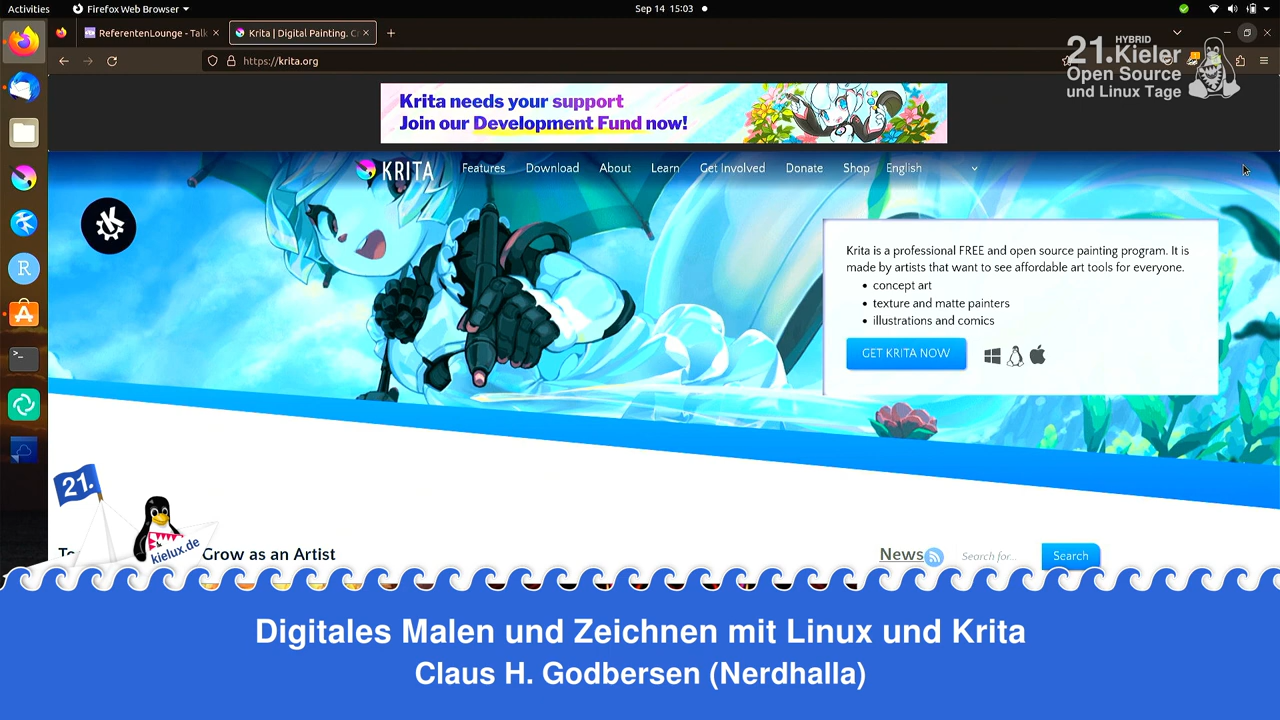 Activities
Firefox Web Browser
Sep 14 15:03
ReferentenLounge - Talk
Krita | Digital Painting. Cr
https://krita.org
HYBRID
21.Kieler
Open Source
und Linux Tage
Krita needs your support
Join our Development Fund now!
KRITA
Features
Download
About
Learn
Get Involved
Donate
Shop
English
Krita is a professional FREE and open source painting program. It is
made by artists that want to see affordable art tools for everyone.
concept art
texture and matte painters
illustrations and comics
GET KRITA NOW
R
21.
kielux.de
Grow as an Artist
News
Search for...
Search
Digitales Malen und Zeichnen mit Linux und Krita
Claus H. Godbersen (Nerdhalla)